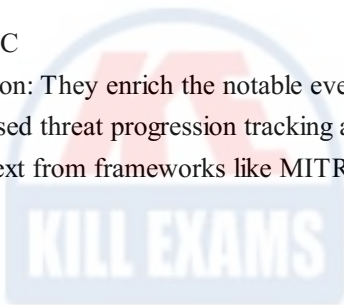 C
on: They enrich the notable eve
sed threat progression tracking a
ext from frameworks like MITR
KILL EXAMS